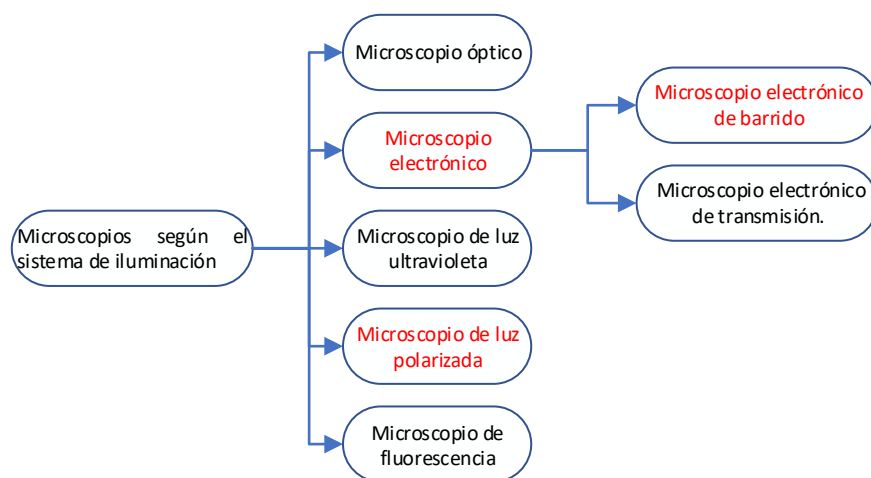 Microscopios según el
sistema de iluminación
Microscopio óptico
Microscopio
electrónico
Microscopio electrónico
de barrido
Microscopio electrónico
de transmisión.
Microscopio de luz
ultravioleta
Microscopio de luz
polarizada
Microscopio de
fluorescencia